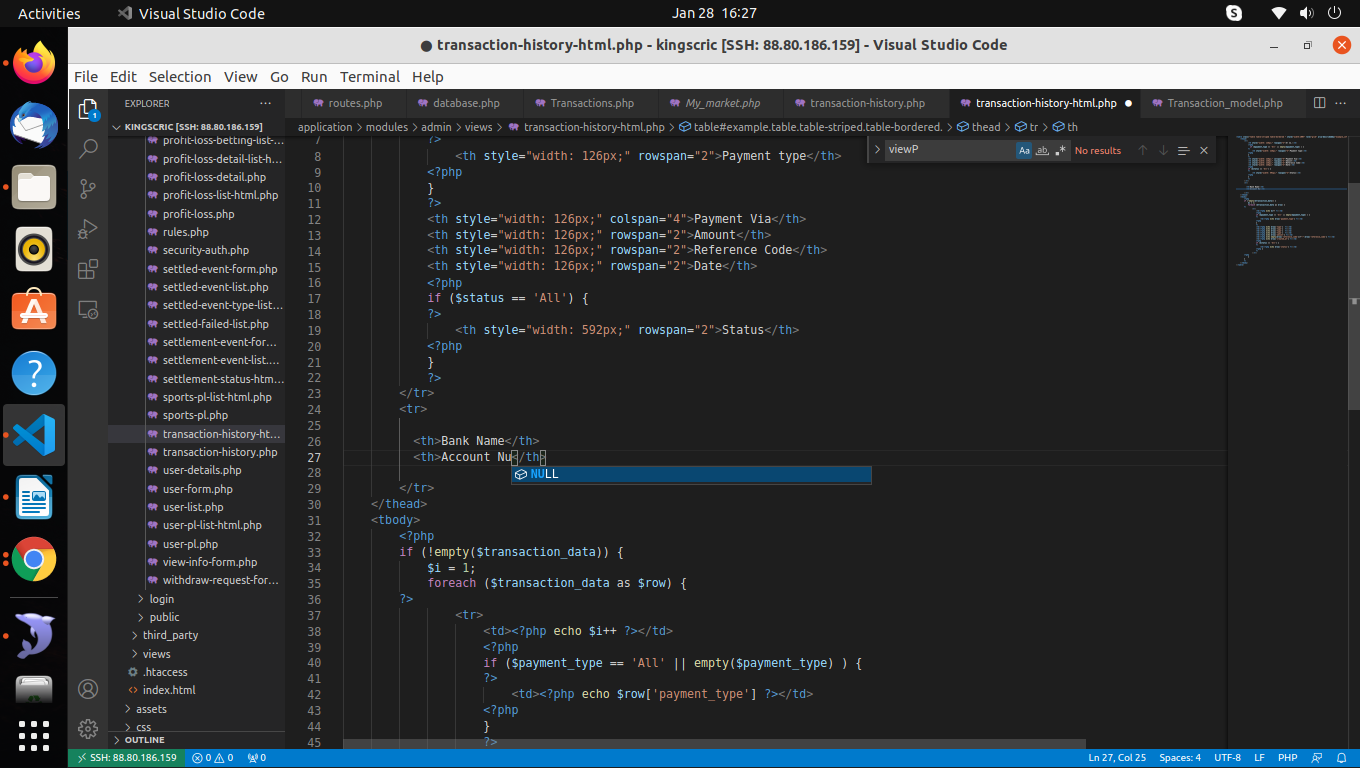 Activities
Visual Studio Code
Jan 28 16:27
transaction-history-html.php - kingscric [SSH: 88.80.186.159] - Visual Studio Code
File Edit Selection View Go Run Terminal Help
EXPLORER
routes.php
database.php
Transactions.php
My_market.php
transaction-history.php
transaction-history-html.php
Transaction_model.php
KINGSCRIC [SSH: 88.80.186.159]
application > modules > admin > views > transaction-history-html.php > table#example.table.table-striped.table-bordered. > thead > tr > th
viewP
Aa
ab
No results
profit-loss-betting-list-...
profit-loss-detail-list-h...
profit-loss-detail.php
profit-loss-list-html.php
profit-loss.php
rules.php
security-auth.php
settled-event-form.php
settled-event-list.php
settled-event-type-list...
settled-failed-list.php
settlement-event-for...
settlement-event-list....
settlement-status-htm...
sports-pl-list-html.php
sports-pl.php
transaction-history-ht...
transaction-history.php
user-details.php
user-form.php
user-list.php
user-pl-list-html.php
user-pl.php
view-info-form.php
withdraw-request-for...
login
public
third_party
views
.htaccess
index.html
assets
css
OUTLINE
7 ?>
8 <th style="width: 126px;" rowspan="2">Payment type</th>
9 <?php
10 }
11 ?>
12 <th style="width: 126px;" colspan="4">Payment Via</th>
13 <th style="width: 126px;" rowspan="2">Amount</th>
14 <th style="width: 126px;" rowspan="2">Reference Code</th>
15 <th style="width: 126px;" rowspan="2">Date</th>
16 <?php
17 if ($status == 'All') {
18 ?>
19 <th style="width: 592px;" rowspan="2">Status</th>
20 <?php
21 }
22 ?>
23 </tr>
24 <tr>
25
26 <th>Bank Name</th>
27 <th>Account Nu</th>
NULL
28
29 </tr>
30 </thead>
31 <tbody>
32 <?php
33 if (!empty($transaction_data)) {
34 $i = 1;
35 foreach ($transaction_data as $row) {
36 ?>
37 <tr>
38 <td><?php echo $i++ ?></td>
39 <?php
40 if ($payment_type == 'All' || empty($payment_type) ) {
41 ?>
42 <td><?php echo $row['payment_type'] ?></td>
43 <?php
44 }
45 ?>
SSH: 88.80.186.159
0 0
0
Ln 27, Col 25
Spaces: 4
UTF-8
LF
PHP